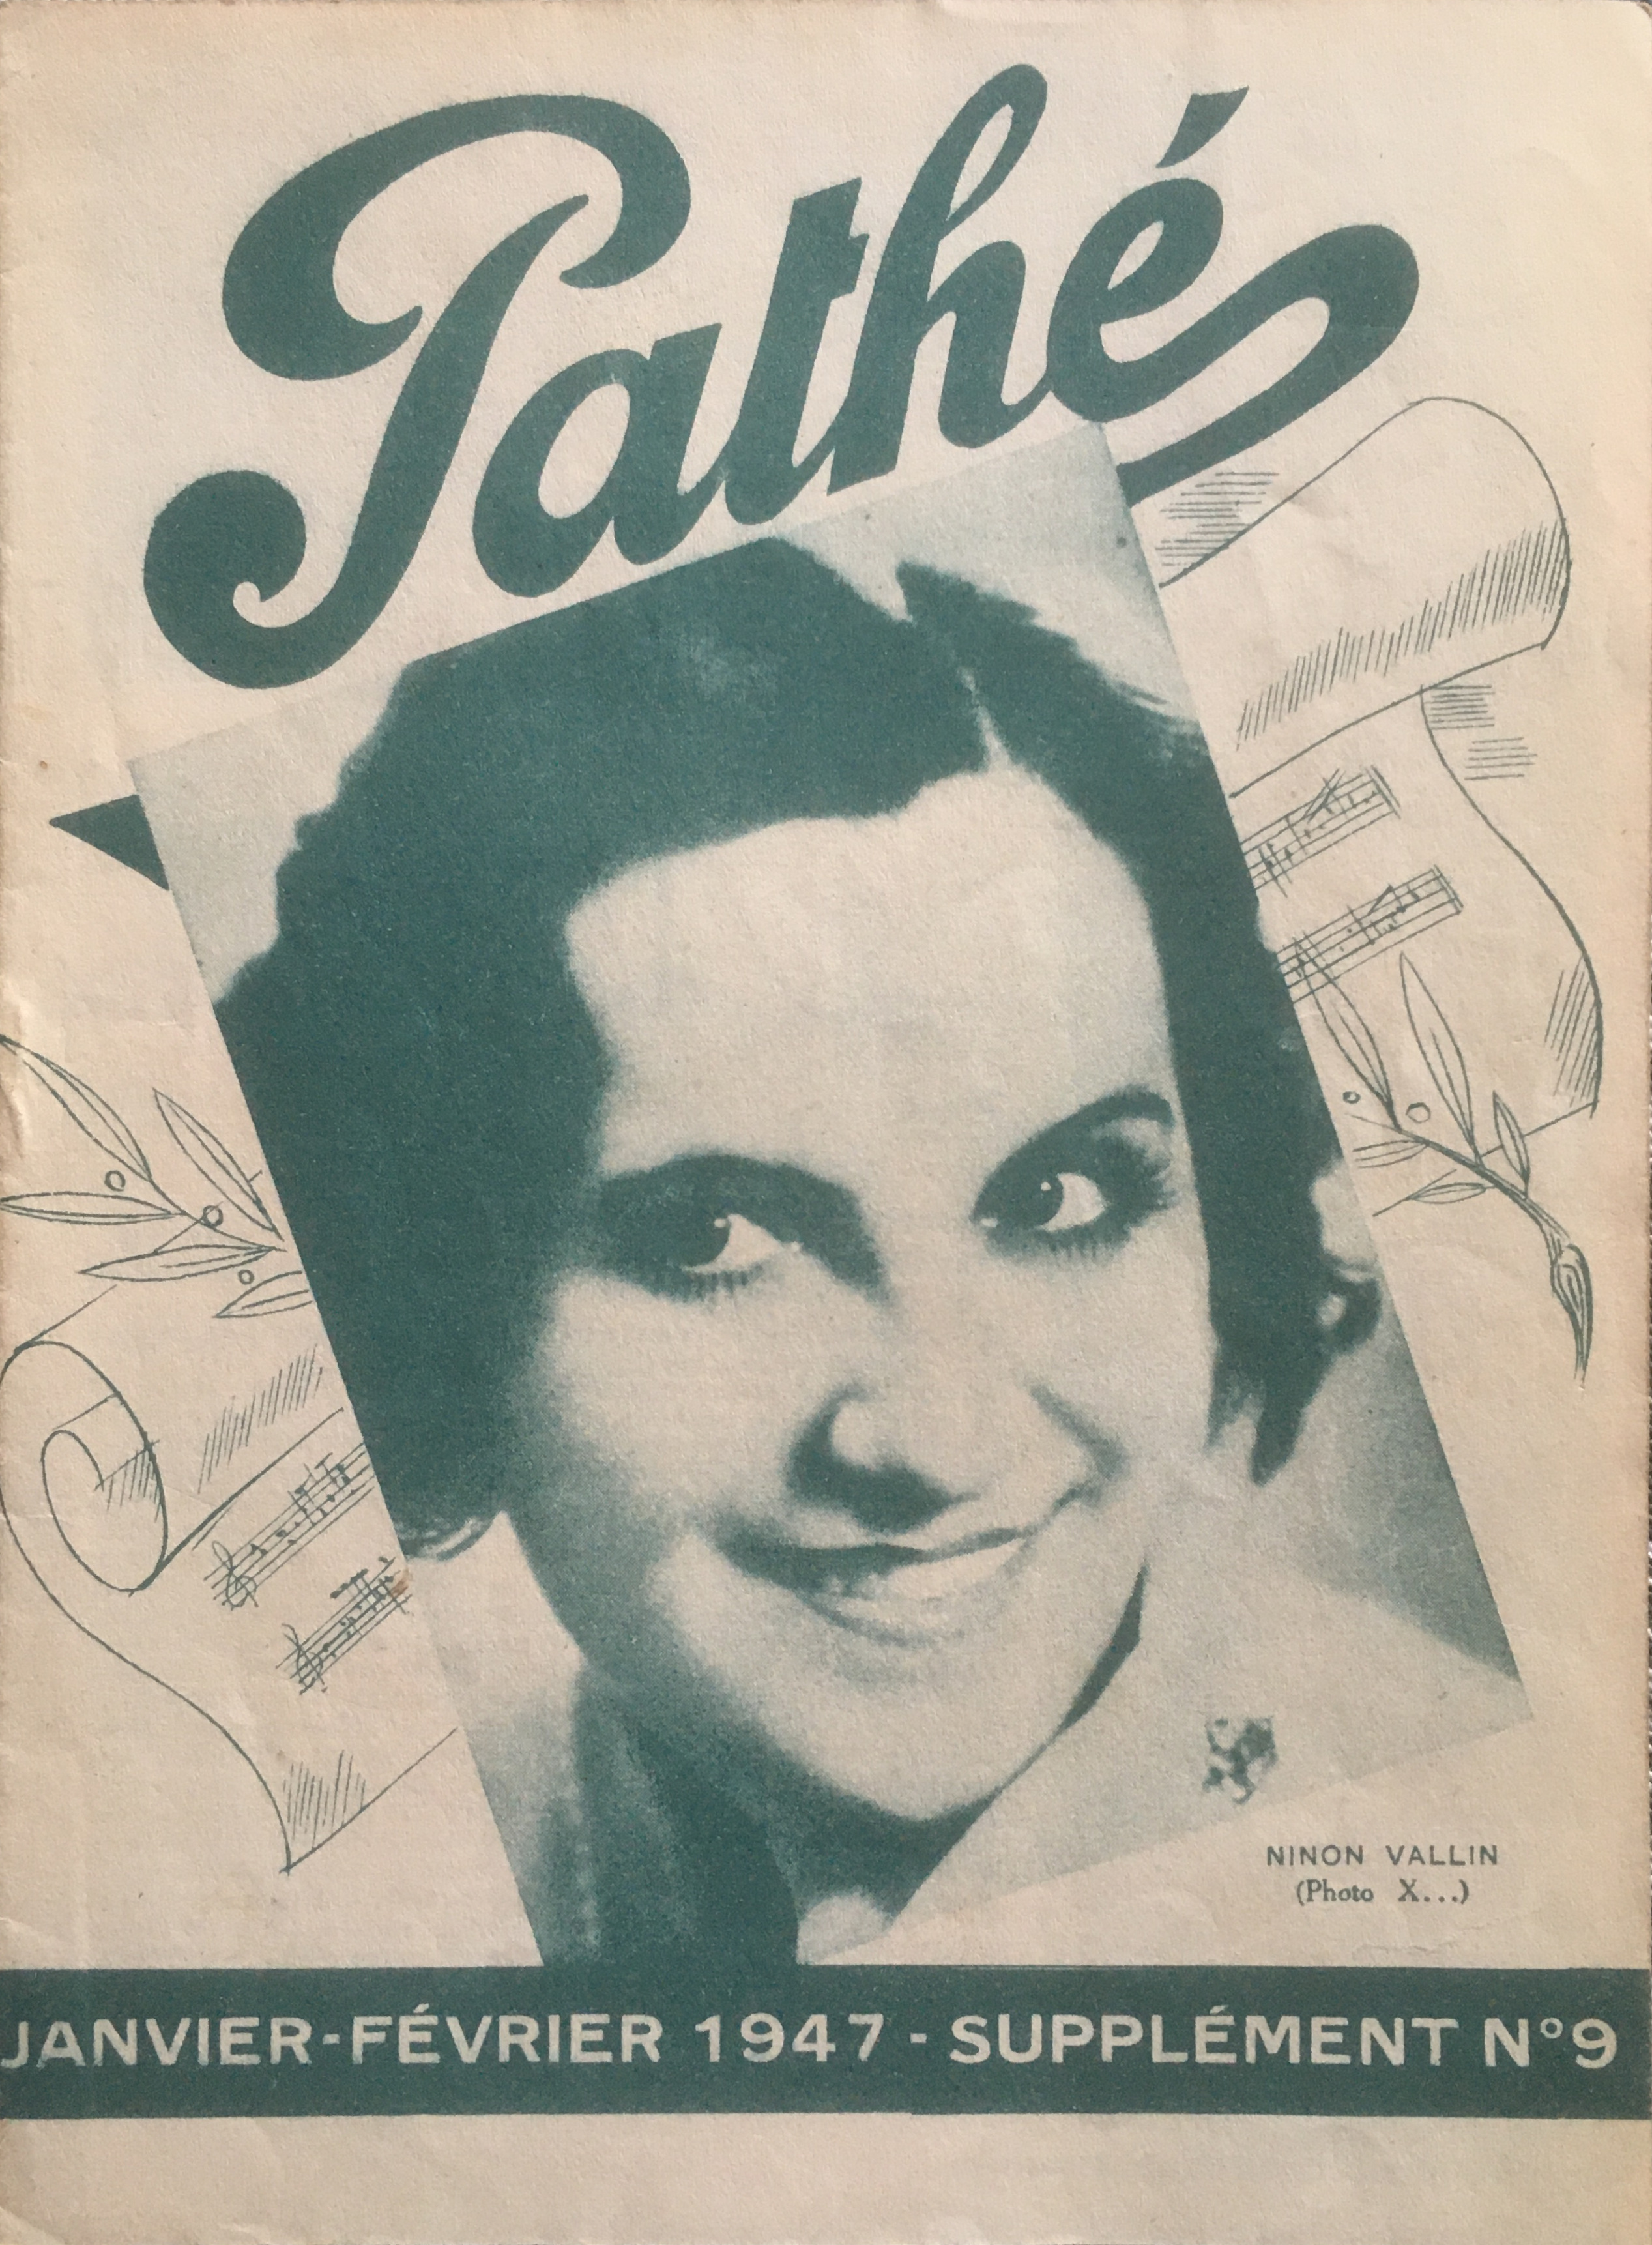 Pathé
NINON VALLIN
(Photo X...)
JANVIER-FÉVRIER 1947 - SUPPLÉMENT N°9